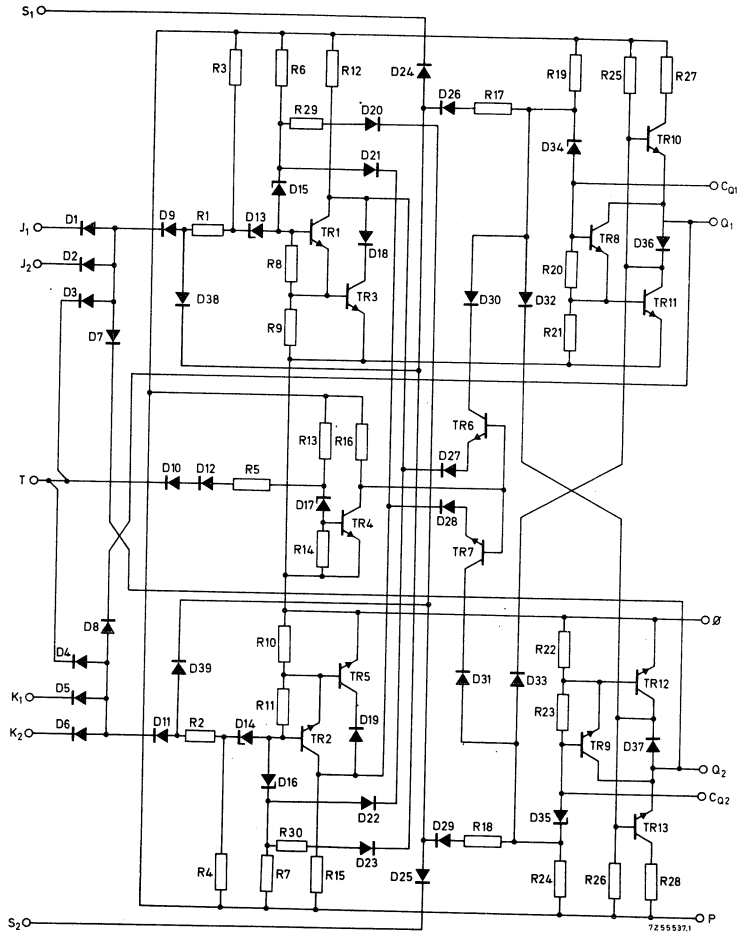 S1
R3
R6
R12
D24
D26
R17
R19
R25
R27
R29
D20
TR10
D34
D21
CQ1
D15
Q1
J1
D1
D9
R1
D13
TR1
D18
TR8
D36
J2
D2
R8
R20
D3
D38
TR3
D30
D32
TR11
D7
R9
R21
TR6
R13
R16
D27
T
D10
D12
R5
D17
TR4
D28
R14
TR7
D8
Ø
R10
R22
D4
D39
TR5
D31
D33
TR12
K1
D5
R11
R23
D19
K2
D6
D11
R2
D14
TR2
TR9
D37
Q2
D16
CQ2
D22
D35
TR13
R30
D23
D29
R18
R4
R7
R15
D25
R24
R26
R28
P
S2
7Z55537.1